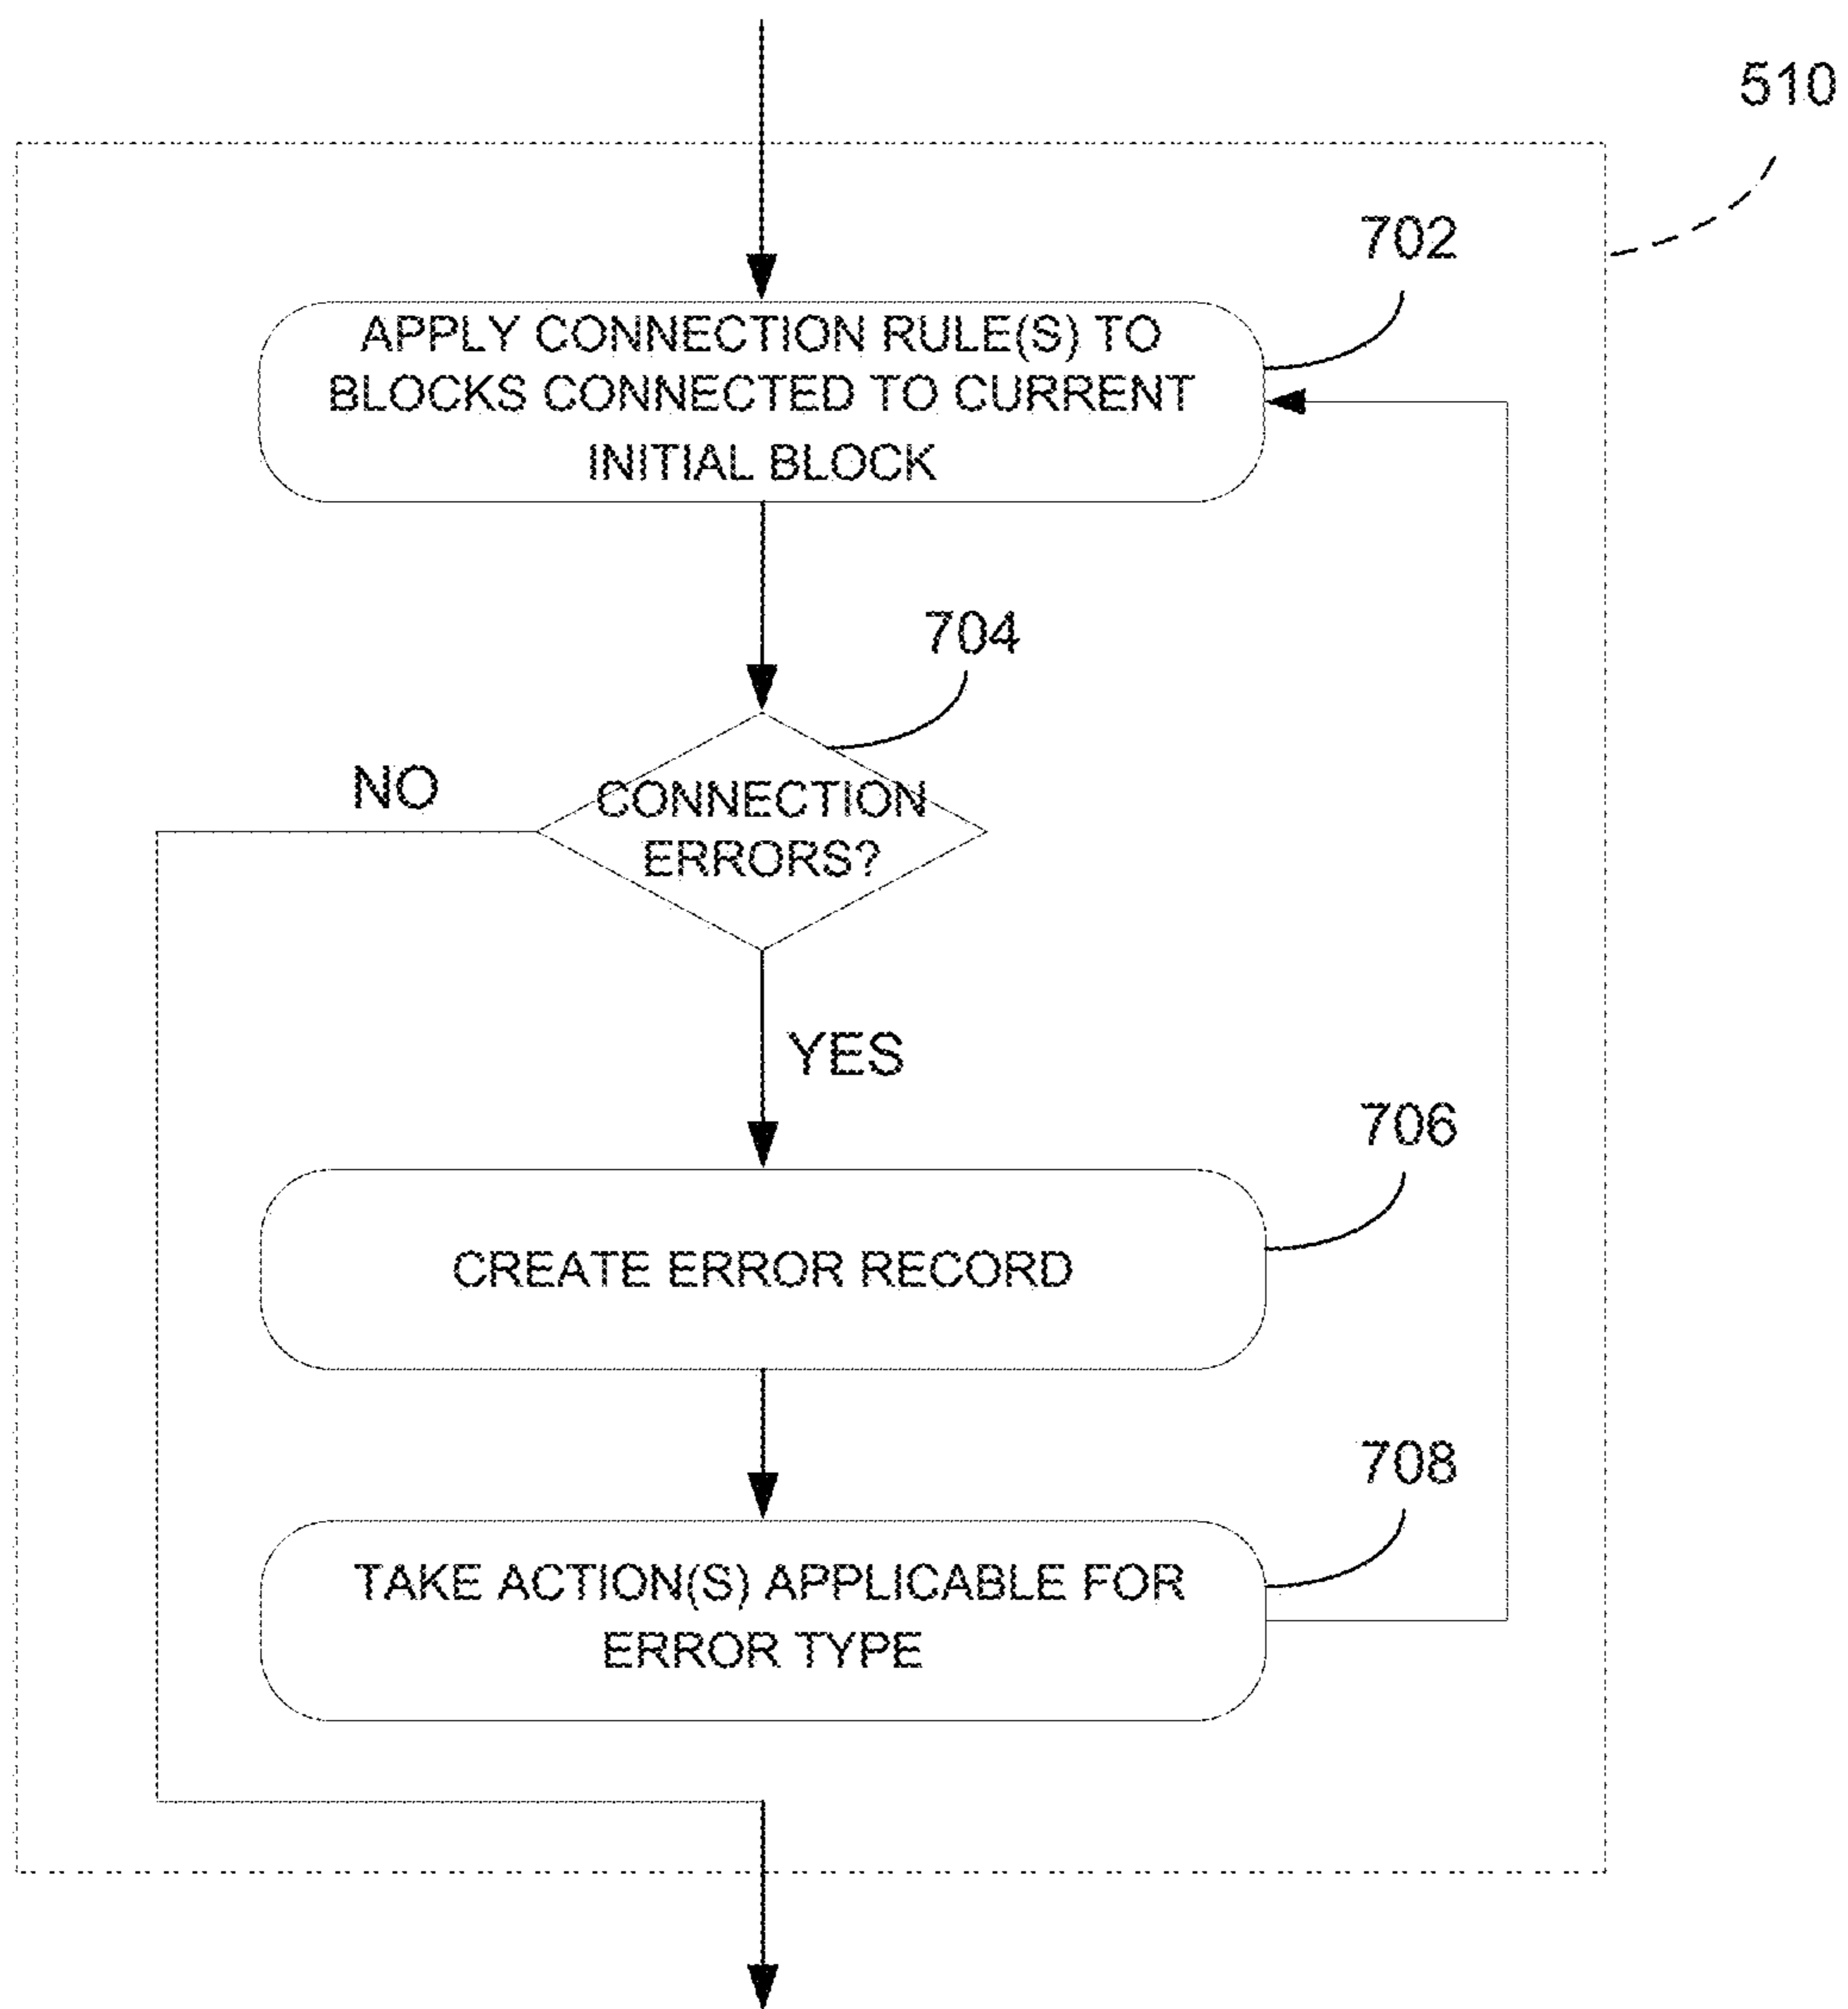 510
702
APPLY CONNECTION RULE(S) TO
BLOCKS CONNECTED TO CURRENT
INITIAL BLOCK
704
NO
CONNECTION
ERRORS?
YES
706
CREATE ERROR RECORD
708
TAKE ACTION(S) APPLICABLE FOR
ERROR TYPE